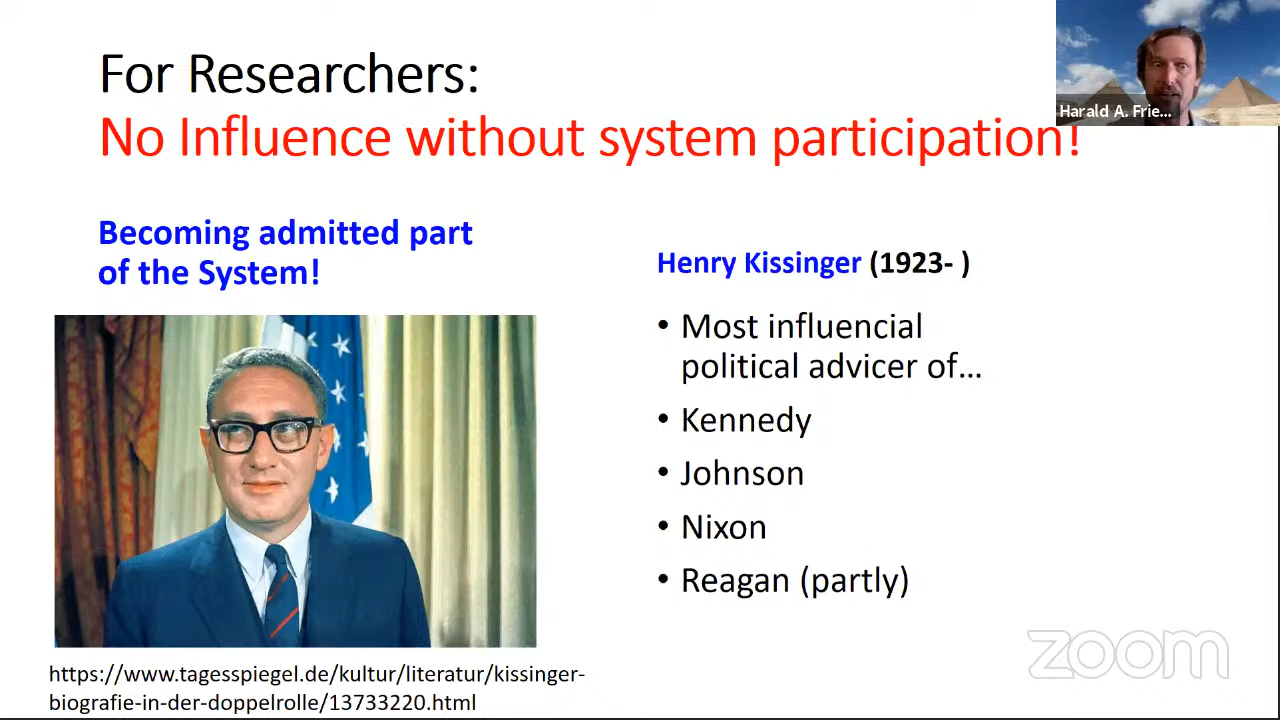 For Researchers:
No Influence without system participation!
Harald A. Frie...
Becoming admitted part
of the System!
Henry Kissinger (1923- )
• Most influencial
political advicer of...
• Kennedy
• Johnson
• Nixon
• Reagan (partly)
https://www.tagesspiegel.de/kultur/literatur/kissinger-
biografie-in-der-doppelrolle/13733220.html
zoom